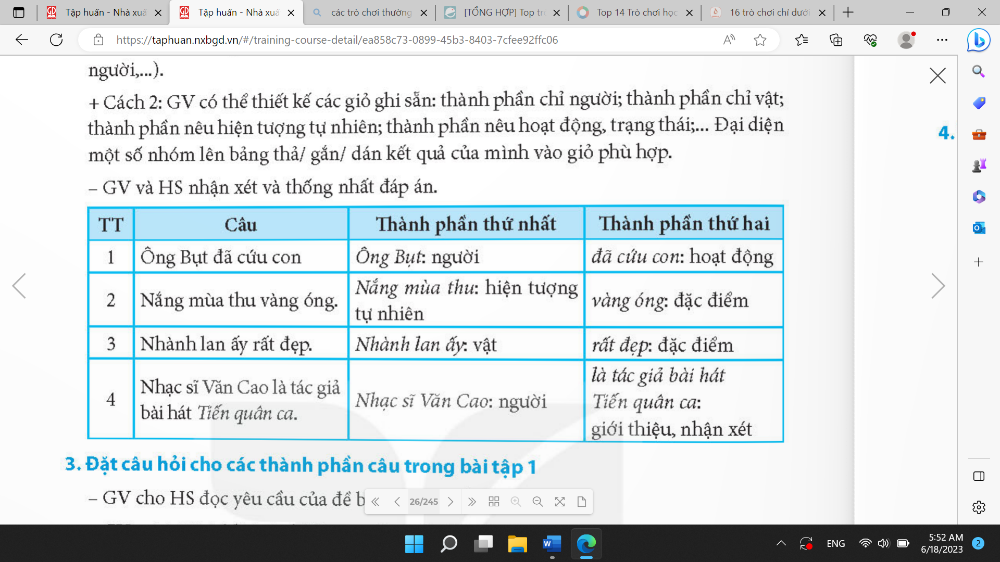 Tập huấn - Nhà xuấ
Tập huấn - Nhà xuấ
các trò chơi thường
[TỔNG HỢP] Top trò
Top 14 Trò chơi học
16 trò chơi chỉ dưới
https://taphuan.nxbgd.vn/#/training-course-detail/ea858c73-0899-45b3-8403-7cfee92ffc06
người,...).
+ Cách 2: GV có thể thiết kế các giỏ ghi sẵn: thành phần chỉ người; thành phần chỉ vật;
thành phần nêu hiện tượng tự nhiên; thành phần nêu hoạt động, trạng thái;... Đại diện
một số nhóm lên bảng thả/ gắn/ dán kết quả của mình vào giỏ phù hợp.
4.
– GV và HS nhận xét và thống nhất đáp án.
TT Câu Thành phần thứ nhất Thành phần thứ hai
1 Ông Bụt đã cứu con Ông Bụt: người đã cứu con: hoạt động
2 Nắng mùa thu vàng óng. Nắng mùa thu: hiện tượng
tự nhiên
vàng óng: đặc điểm
3 Nhành lan ấy rất đẹp. Nhành lan ấy: vật rất đẹp: đặc điểm
4 Nhạc sĩ Văn Cao là tác giả
bài hát Tiến quân ca.
Nhạc sĩ Văn Cao: người
là tác giả bài hát
Tiến quân ca:
giới thiệu, nhận xét
3. Đặt câu hỏi cho các thành phần câu trong bài tập 1
– GV cho HS đọc yêu cầu của đề b
26/245
ENG
5:52 AM
6/18/2023
2